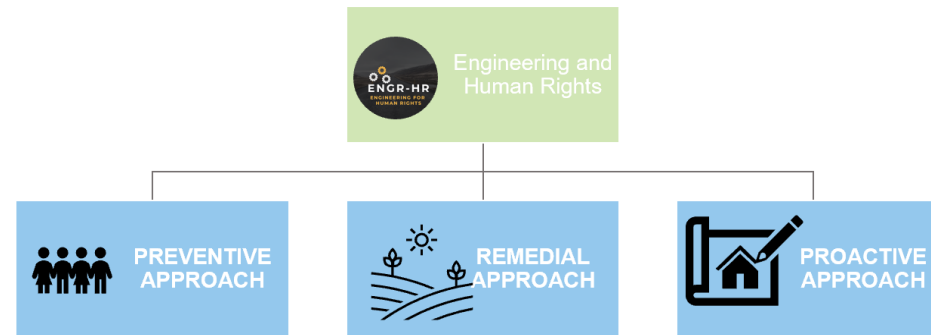 Engineering and
Human Rights
ENGR-HR
ENGINEERING FOR
HUMAN RIGHTS
PREVENTIVE
APPROACH
REMEDIAL
APPROACH
PROACTIVE
APPROACH